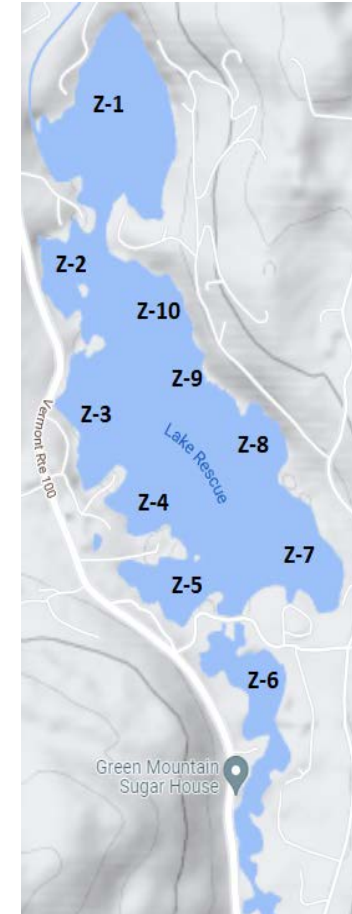 Z-1
Z-2
Z-10
Z-9
Z-3
Vermont Rte 100
Lake Rescue
Z-8
Z-4
Z-7
Z-5
Z-6
Green Mountain
Sugar House